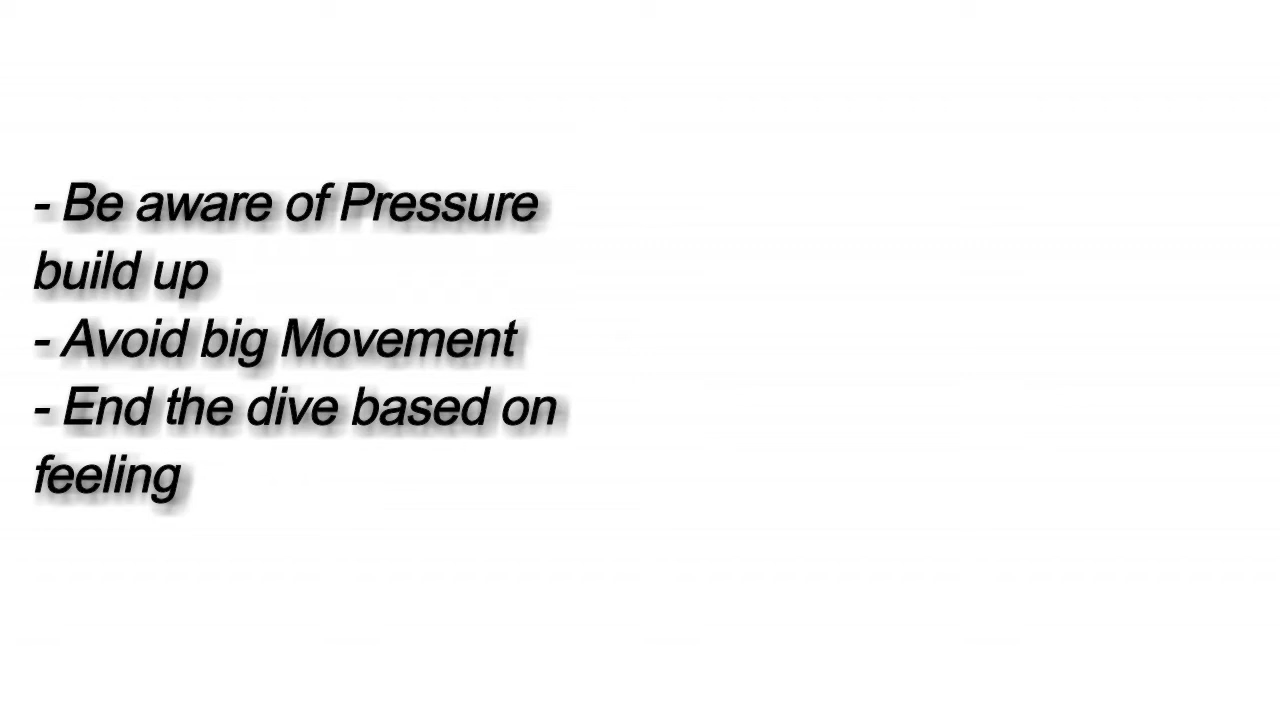 - Be aware of Pressure
build up
- Avoid big Movement
- End the dive based on
feeling